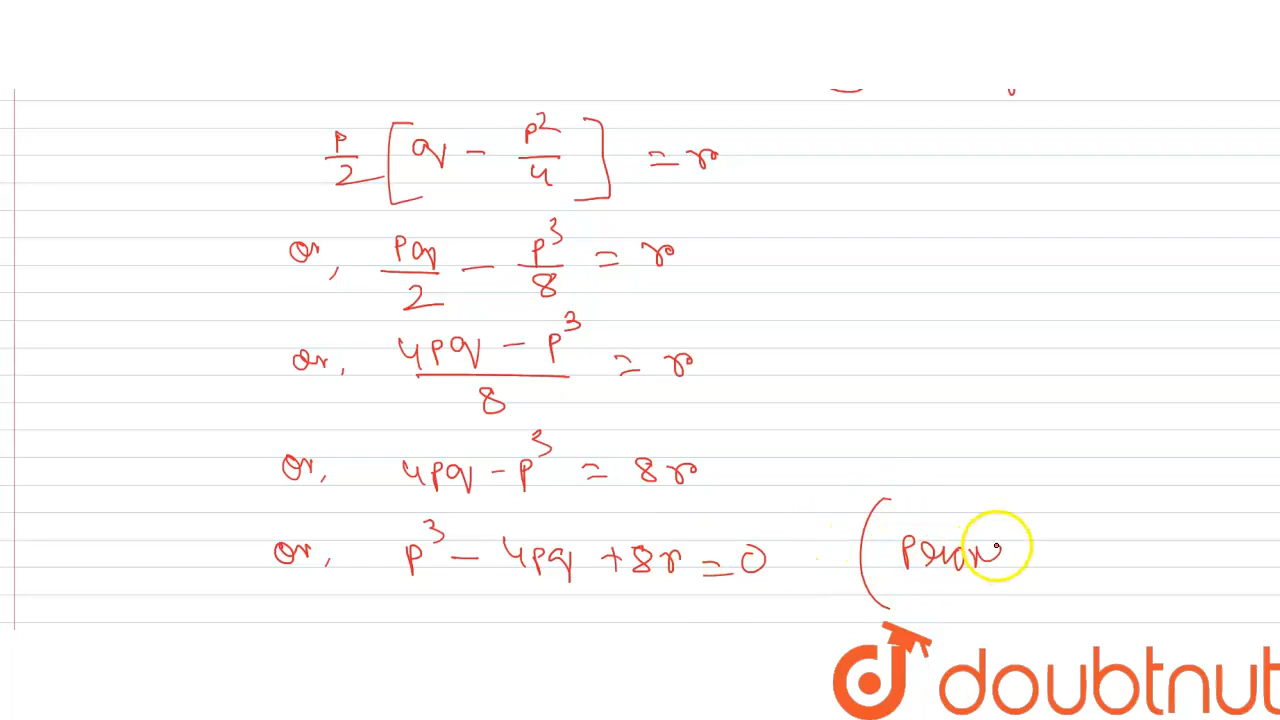 p/2 [q - p²/4] = r
or, pq/2 - p³/8 = r
or, 4pq - p³/8 = r
or, 4pq - p³ = 8r
or, p³ - 4pq + 8r = 0 (
doubtnut